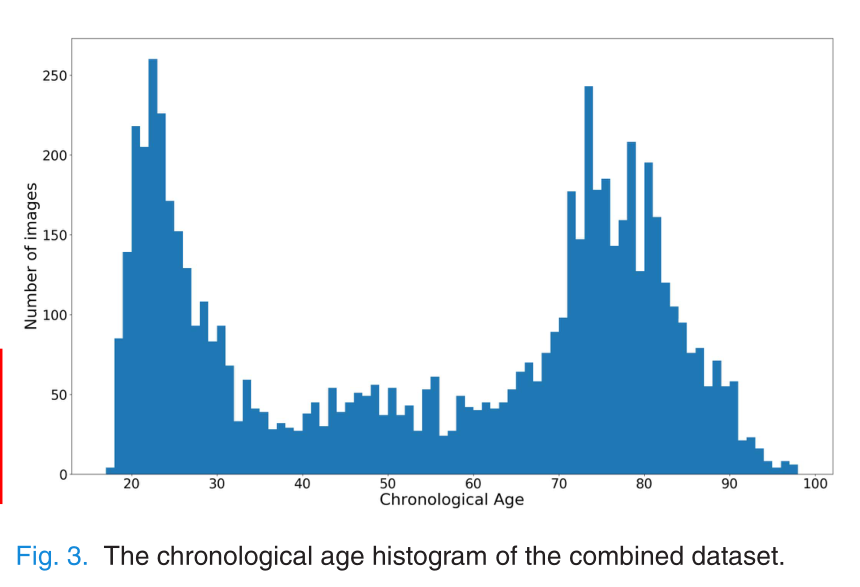 250
200
150
100
50
0
Number of images
20 30 40 50 60 70 80 90 100
Chronological Age
Fig. 3. The chronological age histogram of the combined dataset.